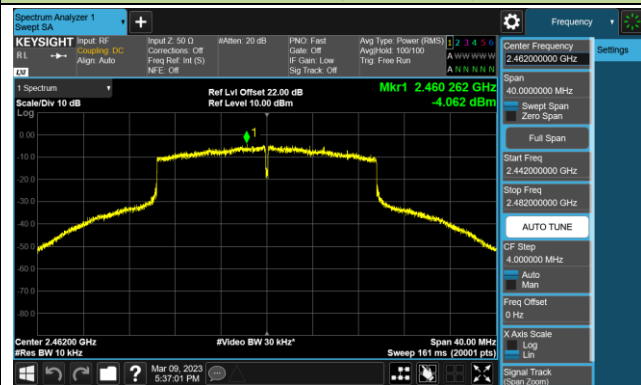 Spectrum Analyzer 1
Swept SA
Frequency
KEYSIGHT
RL
LXI
Input: RF
Coupling: DC
Align: Auto
Input Z: 50 Ω
Corrections: Off
Freq Ref: Int (S)
NFE: Off
#Atten: 20 dB
PNO: Fast
Gate: Off
IF Gain: Low
Sig Track: Off
Avg Type: Power (RMS)
Avg|Hold: 100/100
Trig: Free Run
1 2 3 4 5 6
A W W W W W
A N N N N N
1 Spectrum
Scale/Div 10 dB
Log
Ref Lvl Offset 22.00 dB
Ref Level 10.00 dBm
Mkr1 2.460 262 GHz
-4.062 dBm
1
0.00
-10.0
-20.0
-30.0
-40.0
-50.0
-60.0
-70.0
-80.0
Center 2.46200 GHz
#Res BW 10 kHz
#Video BW 30 kHz*
Span 40.00 MHz
Sweep 161 ms (20001 pts)
Mar 09, 2023
5:37:01 PM
Center Frequency
2.462000000 GHz
Settings
Span
40.0000000 MHz
Swept Span
Zero Span
Full Span
Start Freq
2.442000000 GHz
Stop Freq
2.482000000 GHz
AUTO TUNE
CF Step
4.000000 MHz
Auto
Man
Freq Offset
0 Hz
X Axis Scale
Log
Lin
Signal Track
(Span Zoom)